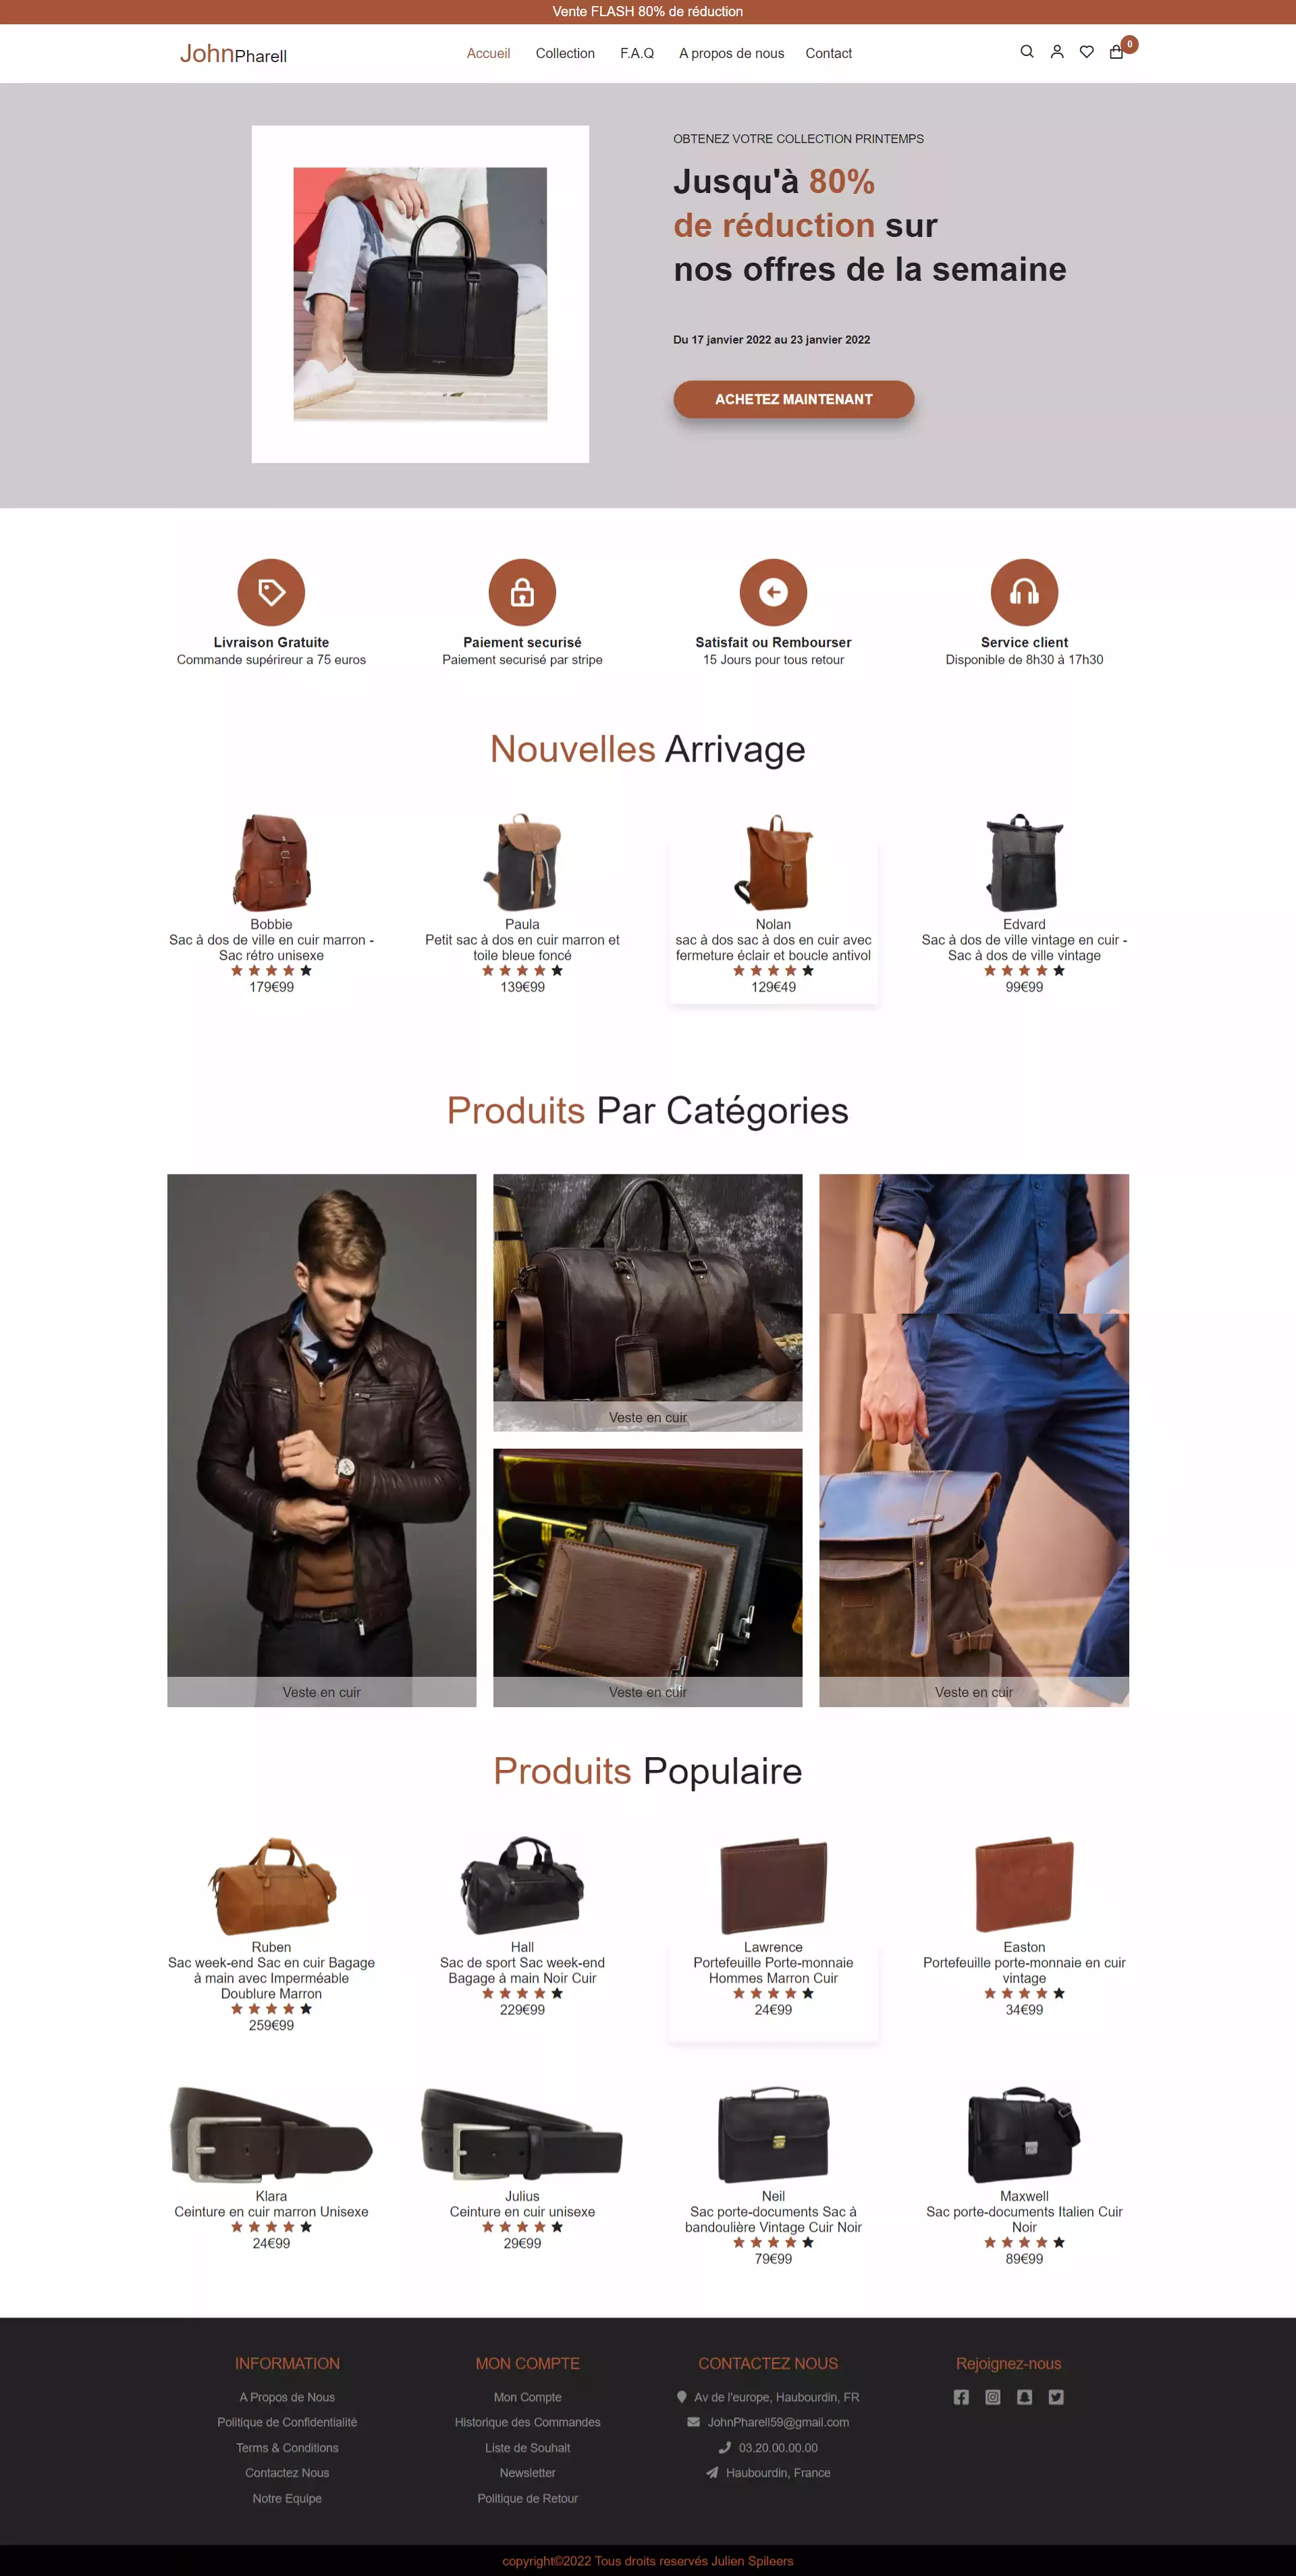 Vente FLASH 80% de réduction
JohnPharell
Accueil Collection F.A.Q A propos de nous Contact
0
OBTENEZ VOTRE COLLECTION PRINTEMPS
Jusqu'à 80%
de réduction sur
nos offres de la semaine
Du 17 janvier 2022 au 23 janvier 2022
ACHETEZ MAINTENANT
Livraison Gratuite
Commande supérireur a 75 euros
Paiement securisé
Paiement securisé par stripe
Satisfait ou Rembourser
15 Jours pour tous retour
Service client
Disponible de 8h30 à 17h30
Nouvelles Arrivage
Bobbie
Sac à dos de ville en cuir marron -
Sac rétro unisexe
179€99
Paula
Petit sac à dos en cuir marron et
toile bleue foncé
139€99
Nolan
sac à dos sac à dos en cuir avec
fermeture éclair et boucle antivol
129€49
Edvard
Sac à dos de ville vintage en cuir -
Sac à dos de ville vintage
99€99
Produits Par Catégories
Veste en cuir
Veste en cuir
Veste en cuir
Veste en cuir
Produits Populaire
Ruben
Sac week-end Sac en cuir Bagage
à main avec Imperméable
Doublure Marron
259€99
Hall
Sac de sport Sac week-end
Bagage à main Noir Cuir
229€99
Lawrence
Portefeuille Porte-monnaie
Hommes Marron Cuir
24€99
Easton
Portefeuille porte-monnaie en cuir
vintage
34€99
Klara
Ceinture en cuir marron Unisexe
24€99
Julius
Ceinture en cuir unisexe
29€99
Neil
Sac porte-documents Sac à
bandoulière Vintage Cuir Noir
79€99
Maxwell
Sac porte-documents Italien Cuir
Noir
89€99
INFORMATION
A Propos de Nous
Politique de Confidentialité
Terms & Conditions
Contactez Nous
Notre Equipe
MON COMPTE
Mon Compte
Historique des Commandes
Liste de Souhait
Newsletter
Politique de Retour
CONTACTEZ NOUS
Av de l'europe, Haubourdin, FR
JohnPharell59@gmail.com
03.20.00.00.00
Haubourdin, France
Rejoignez-nous
copyright©2022 Tous droits reservés Julien Spileers